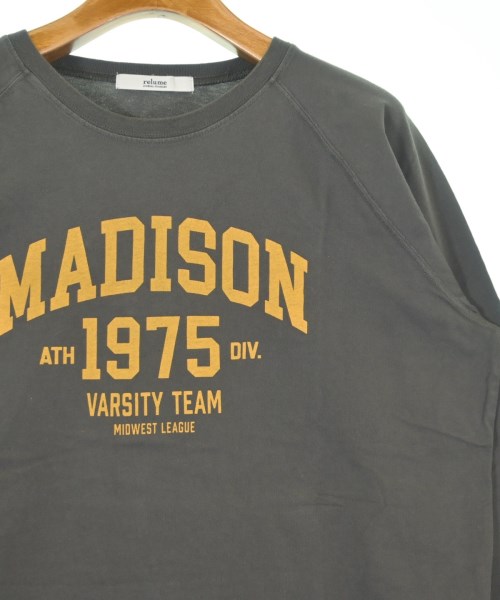 relume
MADISON
ATH 1975 DIV.
VARSITY TEAM
MIDWEST LEAGUE